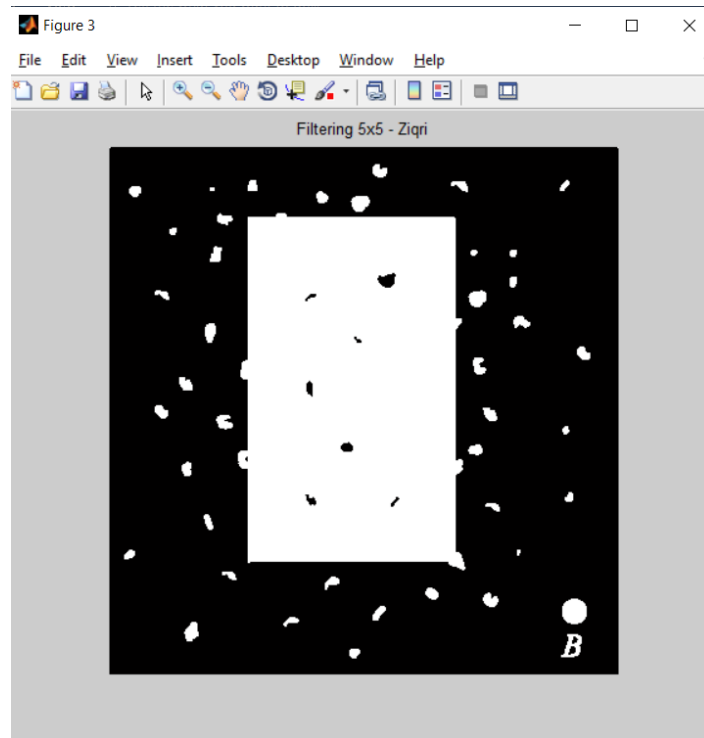 Figure 3
File Edit View Insert Tools Desktop Window Help
Filtering 5x5 - Ziqri
B